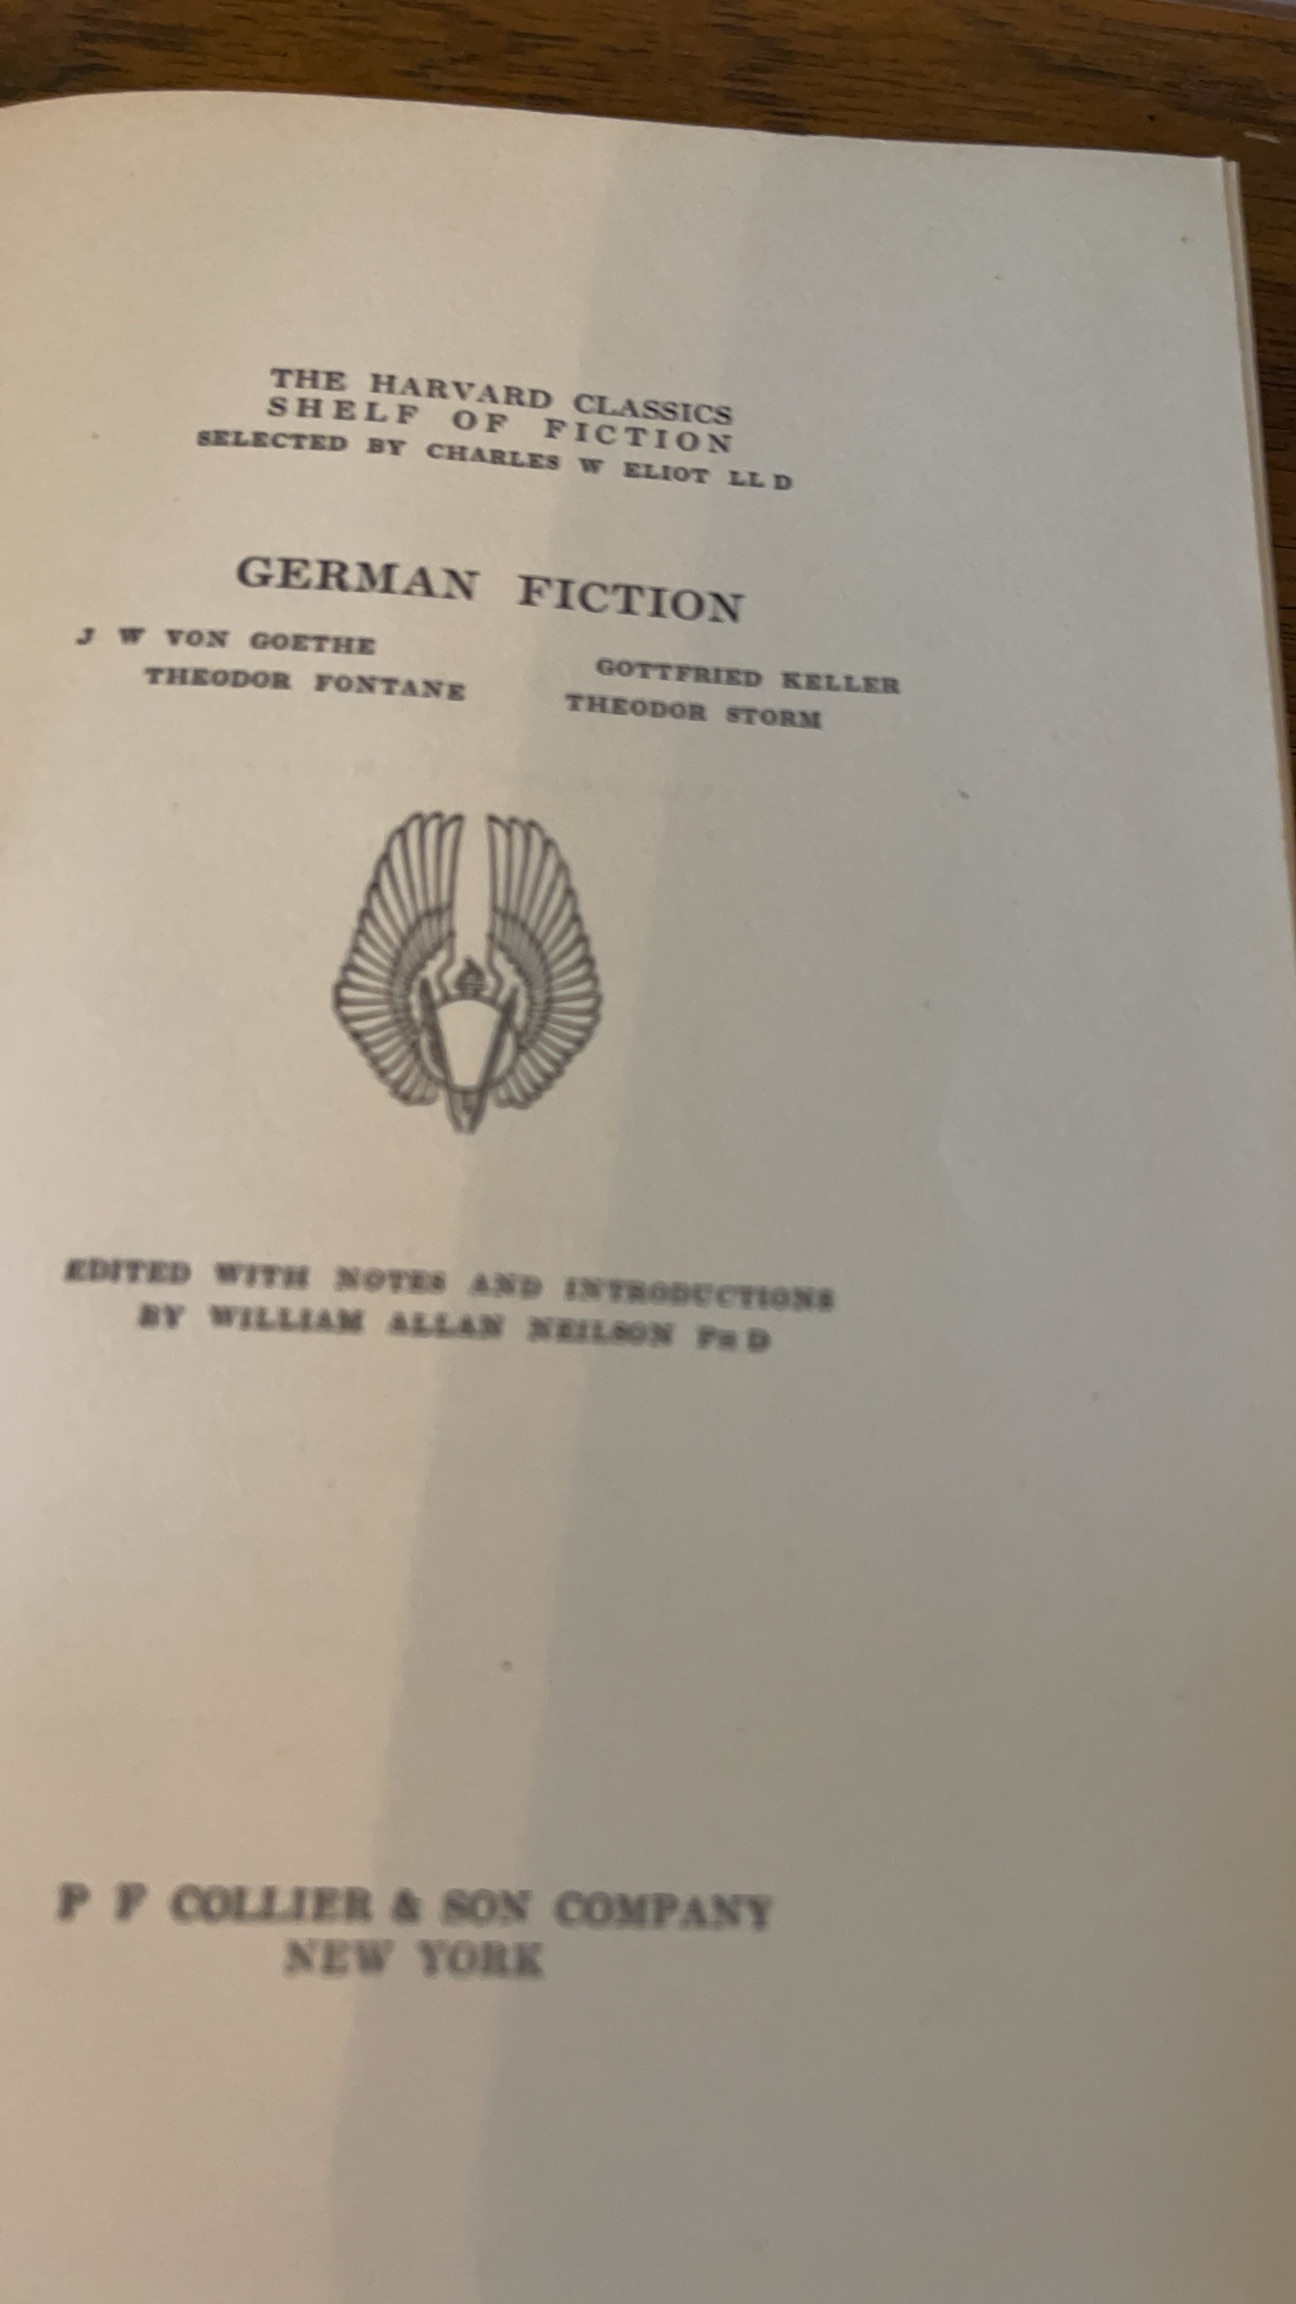 THE HARVARD CLASSICS
SHELF OF FICTION
SELECTED BY CHARLES W ELIOT LL D
GERMAN FICTION
J W VON GOETHE GOTTFRIED KELLER
THEODOR FONTANE THEODOR STORM
EDITED WITH NOTES AND INTRODUCTIONS
BY WILLIAM ALLAN NEILSON PH D
P F COLLIER & SON COMPANY
NEW YORK